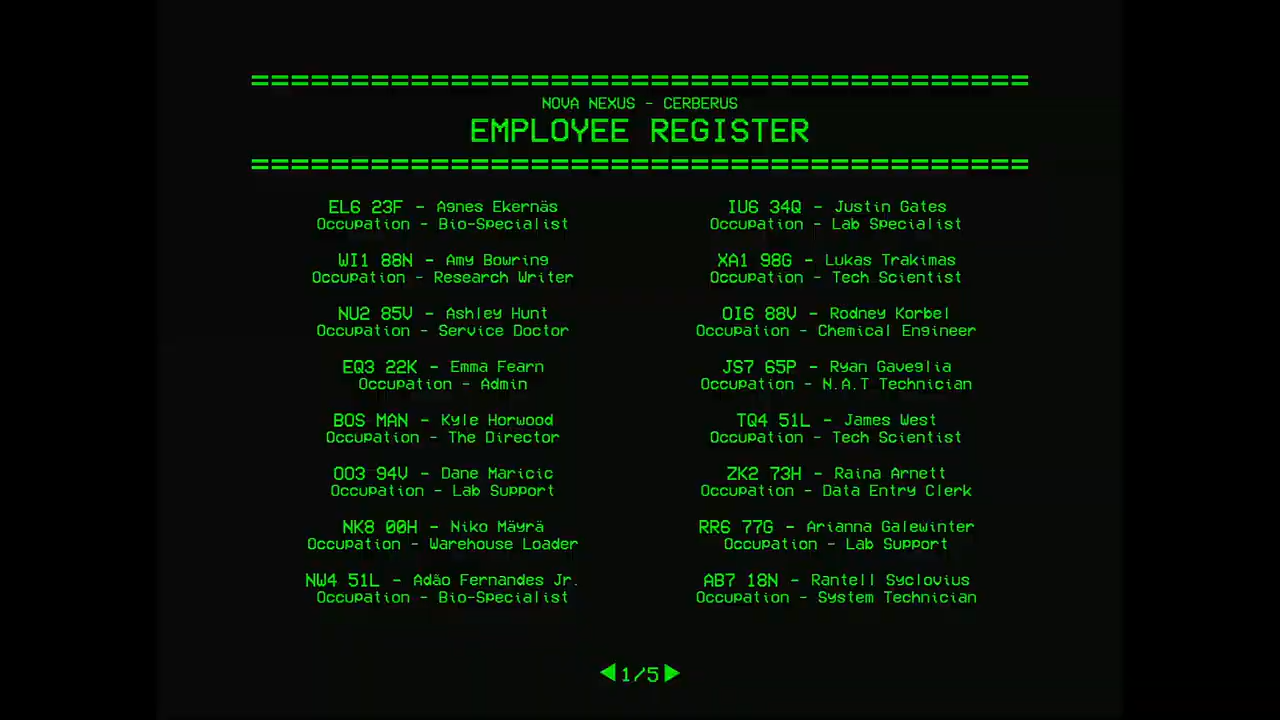 ========================================
NOVA NEXUS - CERBERUS
EMPLOYEE REGISTER
========================================
EL6 23F - Agnes Ekernäs
Occupation - Bio-Specialist
WI1 88N - Amy Bowring
Occupation - Research Writer
NU2 85V - Ashley Hunt
Occupation - Service Doctor
EQ3 22K - Emma Fearn
Occupation - Admin
BOS MAN - Kyle Horwood
Occupation - The Director
OO3 94V - Dane Maricic
Occupation - Lab Support
NK8 00H - Niko Mäyrä
Occupation - Warehouse Loader
NW4 51L - Adão Fernandes Jr.
Occupation - Bio-Specialist
IU6 34Q - Justin Gates
Occupation - Lab Specialist
XA1 98G - Lukas Trakimas
Occupation - Tech Scientist
OI6 88V - Rodney Korbel
Occupation - Chemical Engineer
JS7 65P - Ryan Gaveglia
Occupation - N.A.T Technician
TQ4 51L - James West
Occupation - Tech Scientist
ZK2 73H - Raina Arnett
Occupation - Data Entry Clerk
RR6 77G - Arianna Galewinter
Occupation - Lab Support
AB7 18N - Rantell Syclovius
Occupation - System Technician
◀1/5▶